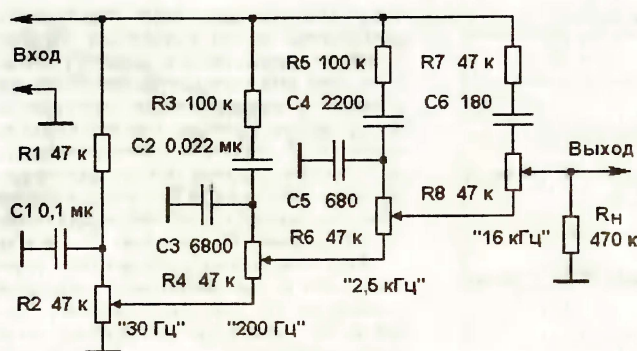 Вход
R1 47 к
C1 0,1 мк
R2 47 к
"30 Гц"
R3 100 к
C2 0,022 мк
C3 6800
R4 47 к
"200 Гц"
R5 100 к
C4 2200
C5 680
R6 47 к
"2,5 кГц"
R7 47 к
C6 180
R8 47 к
"16 кГц"
Выход
Rн
470 к